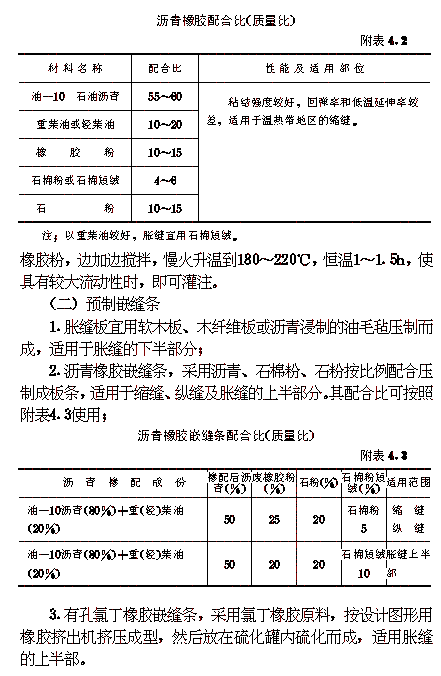 沥青橡胶配合比(质量比)
附表4.2
材料名称 配合比 性能及适用部位
油—10 石油沥青 55～60
粘结强度较好，回弹率和低温延伸率较
差，适用于温热带地区的缩缝。
重柴油或轻柴油 10～20
橡胶粉 10～15
石棉粉或石棉短绒 4～6
石粉 10～15
注：以重柴油较好，胀缝宜用石棉短绒。
橡胶粉，边加边搅拌，慢火升温到180～220℃，恒温1～1.5h，使
具有较大流动性时，即可灌注。
（二）预制嵌缝条
1.胀缝板宜用软木板、木纤维板或沥青浸制的油毛毡压制而
成，适用于胀缝的下半部分；
2.沥青橡胶嵌缝条，采用沥青、石棉粉、石粉按比例配合压
制成板条，适用于缩缝、纵缝及胀缝的上半部分。其配合比可按照
附表4.3使用；
沥青橡胶嵌缝条配合比(质量比)
附表4.3
沥青掺配成份 掺配后沥青(%) 废橡胶粉(%) 石粉(%) 石棉粉短绒(%) 适用范围
油—10沥青(80%)＋重(轻)柴油(20%) 50 25 20 石棉粉5 缩缝纵缝
油—10沥青(80%)＋重(轻)柴油(20%) 50 20 20 石棉短绒10 胀缝上半部
3.有孔氯丁橡胶嵌缝条，采用氯丁橡胶原料，按设计图形用
橡胶挤出机挤压成型，然后放在硫化罐内硫化而成，适用胀缝
的上半部。